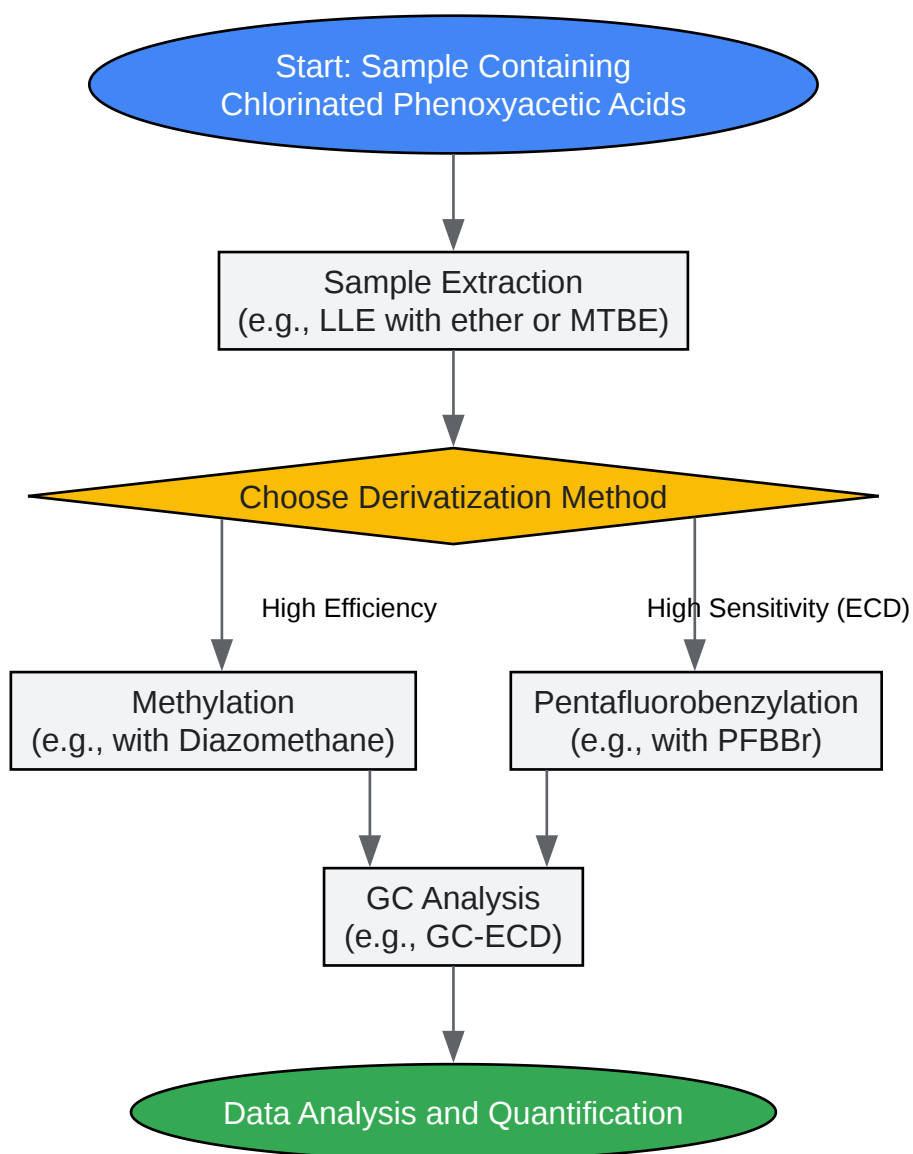 Start: Sample Containing
Chlorinated Phenoxyacetic Acids
Sample Extraction
(e.g., LLE with ether or MTBE)
Choose Derivatization Method
High Efficiency
High Sensitivity (ECD)
Methylation
(e.g., with Diazomethane)
Pentafluorobenzylation
(e.g., with PFBBr)
GC Analysis
(e.g., GC-ECD)
Data Analysis and Quantification